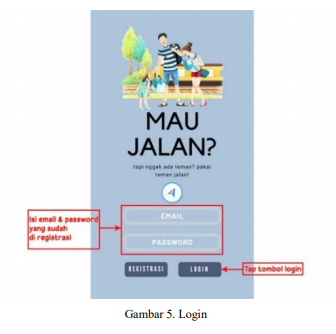 MAU
JALAN?
tapi nggak ada teman? pakai
teman jalan!
Isi email & password
yang sudah
di registrasi
EMAIL
PASSWORD
REGISTRASI
LOGIN
Tap tombol login
Gambar 5. Login